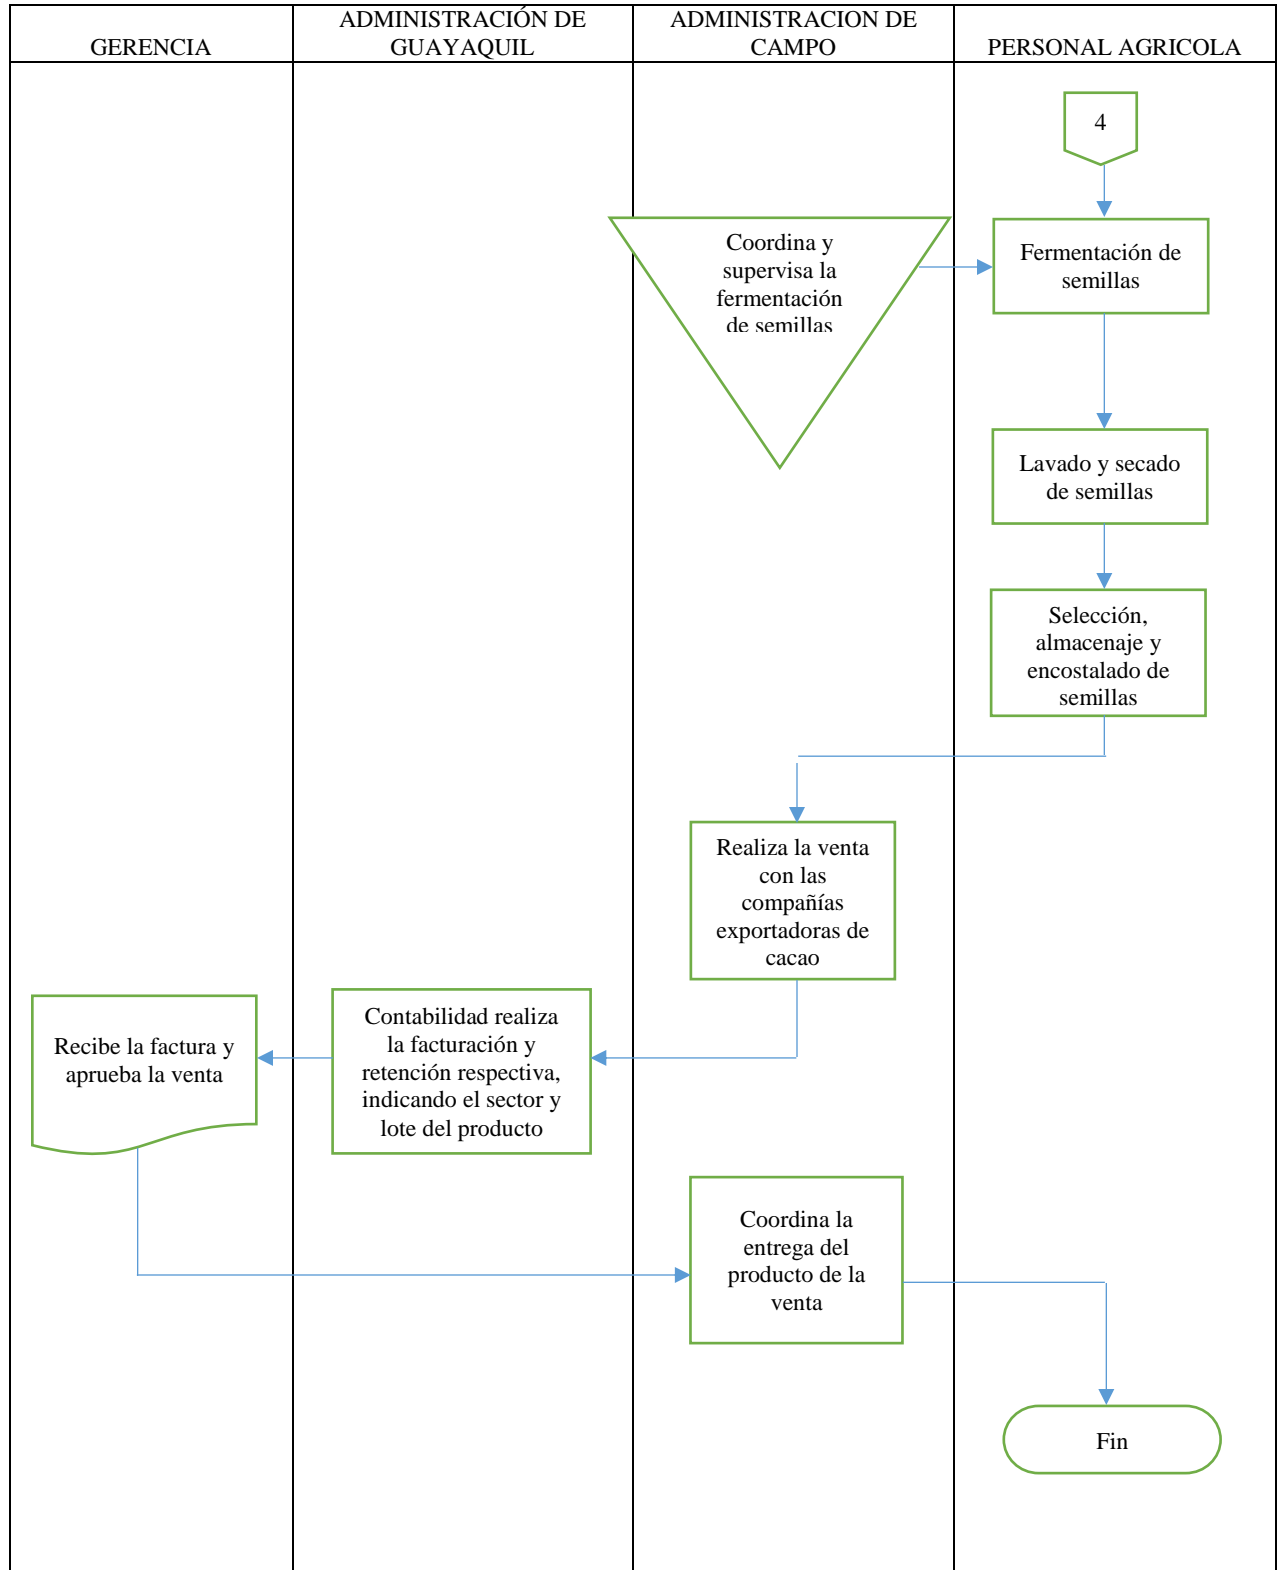 GERENCIA
ADMINISTRACIÓN DE
GUAYAQUIL
ADMINISTRACION DE
CAMPO
PERSONAL AGRICOLA
4
Coordina y
supervisa la
fermentación
de semillas
Fermentación de
semillas
Lavado y secado
de semillas
Selección,
almacenaje y
encostalado de
semillas
Realiza la venta
con las
compañías
exportadoras de
cacao
Contabilidad realiza
la facturación y
retención respectiva,
indicando el sector y
lote del producto
Recibe la factura y
aprueba la venta
Coordina la
entrega del
producto de la
venta
Fin